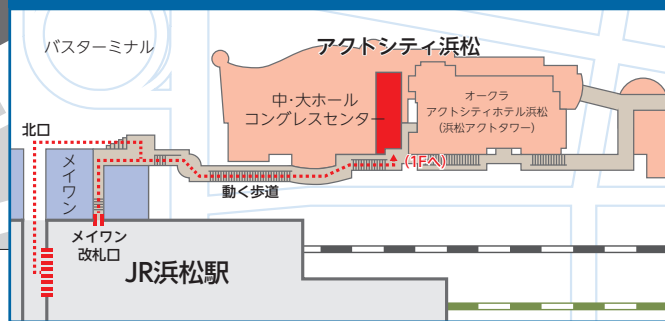 バスターミナル
アクトシティ浜松
中・大ホール
コングレスセンター
オークラ
アクトシティホテル浜松
(浜松アクトタワー)
北口
メイワン
(1Fへ)
動く歩道
メイワン
改札口
JR浜松駅